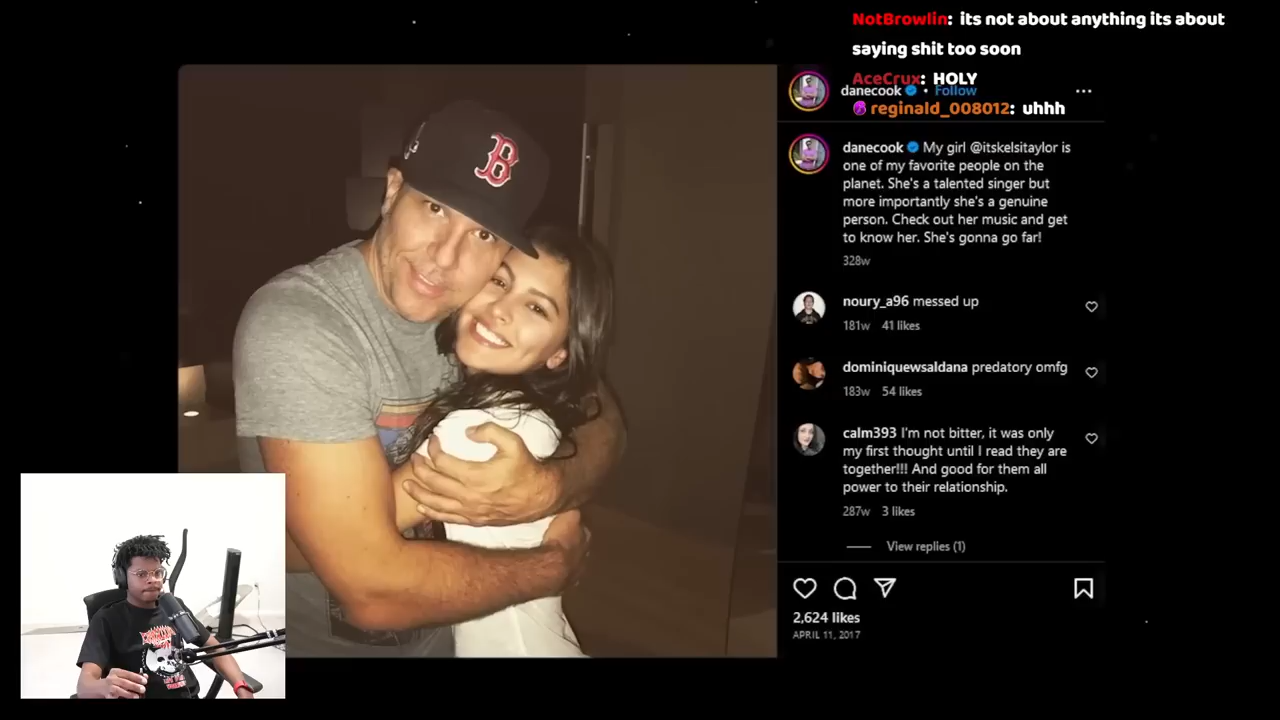 NotBrowlin: its not about anything its about
saying shit too soon
AceCrux: HOLY
danecook • Follow
reginald_008012: uhhh
B
danecook My girl @itskelsitaylor is
one of my favorite people on the
planet. She's a talented singer but
more importantly she's a genuine
person. Check out her music and get
to know her. She's gonna go far!
328w
noury_a96 messed up
181w 41 likes
dominiquewsaldana predatory omfg
183w 54 likes
calm393 I'm not bitter, it was only
my first thought until I read they are
together!!! And good for them all
power to their relationship.
287w 3 likes
View replies (1)
2,624 likes
APRIL 11, 2017